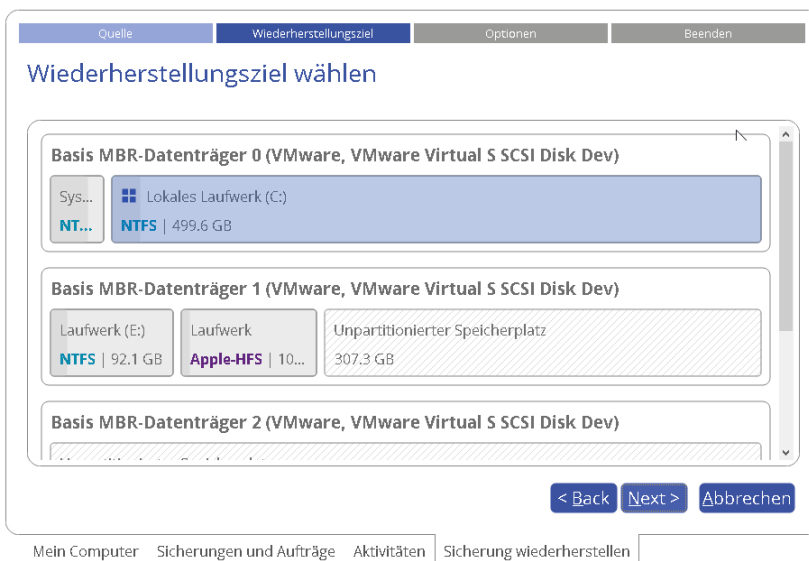 Quelle Wiederherstellungsziel Optionen Beenden
Wiederherstellungsziel wählen
Basis MBR-Datenträger 0 (VMware, VMware Virtual S SCSI Disk Dev)
Sys... Lokales Laufwerk (C:)
NT... NTFS | 499.6 GB
Basis MBR-Datenträger 1 (VMware, VMware Virtual S SCSI Disk Dev)
Laufwerk (E:) Laufwerk Unpartitionierter Speicherplatz
NTFS | 92.1 GB Apple-HFS | 10... 307.3 GB
Basis MBR-Datenträger 2 (VMware, VMware Virtual S SCSI Disk Dev)
< Back Next > Abbrechen
Mein Computer Sicherungen und Aufträge Aktivitäten Sicherung wiederherstellen